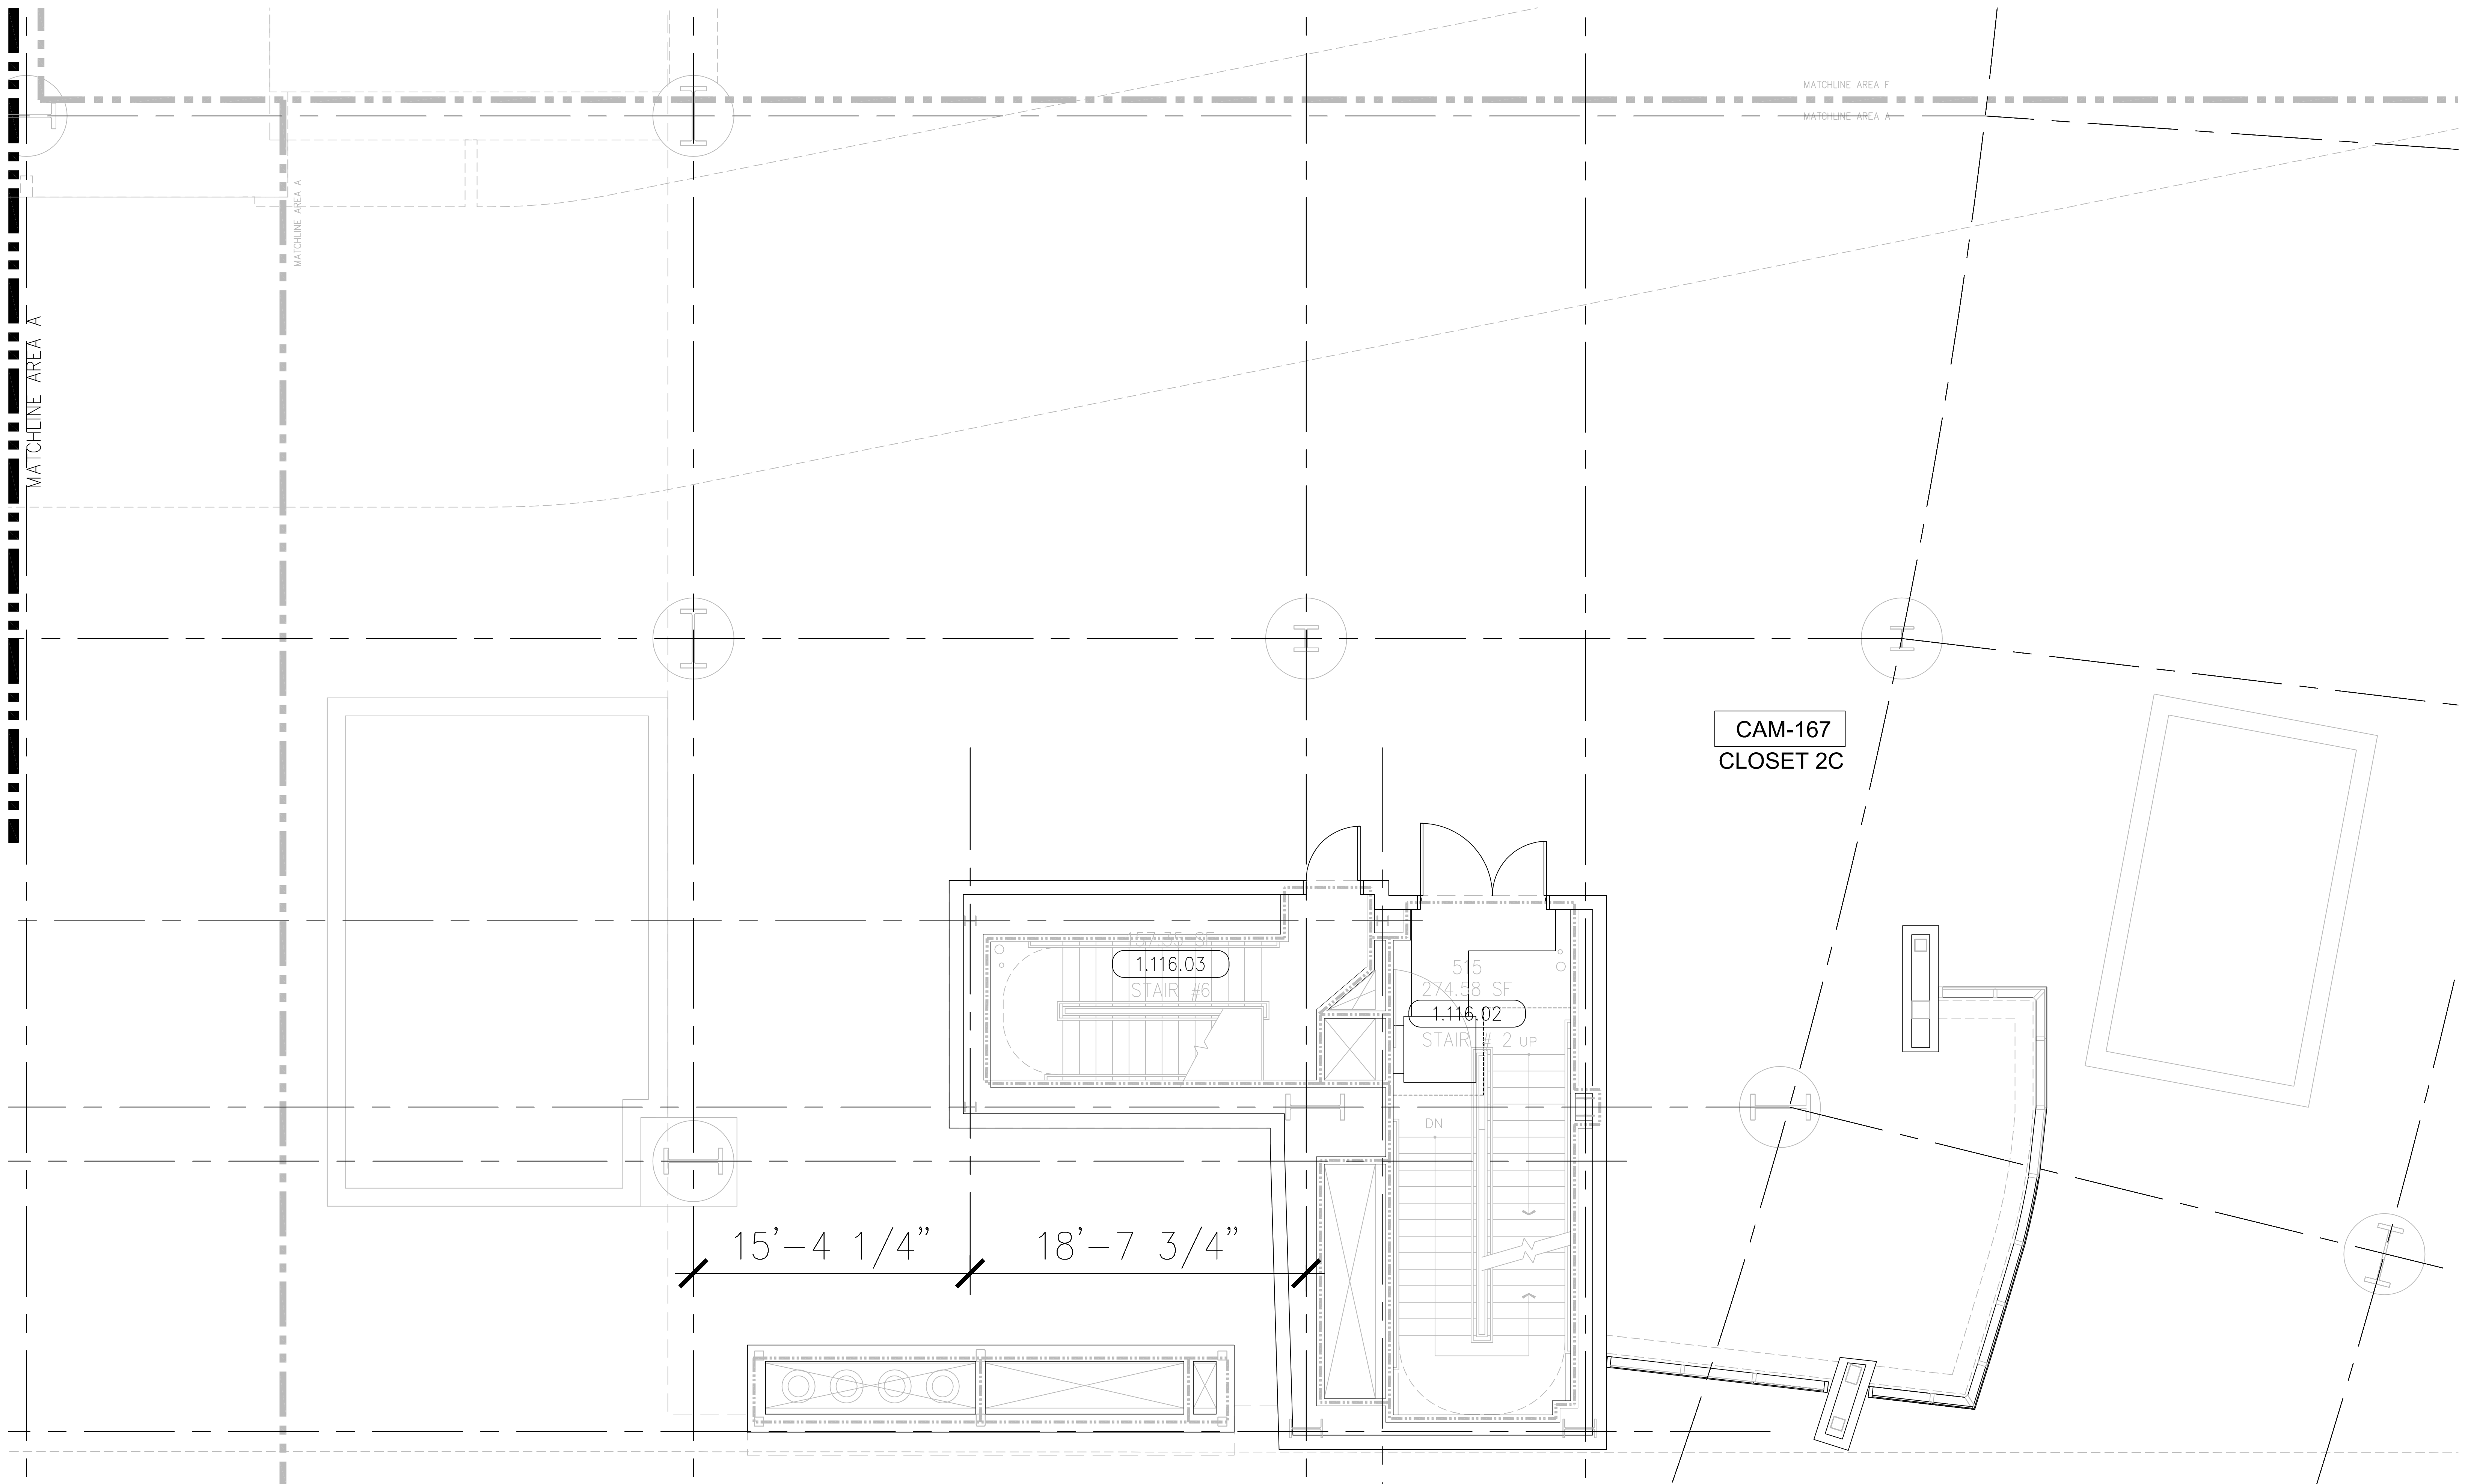 MATCHLINE AREA F
MATCHLINE AREA A
MATCHLINE AREA A
MATCHLINE AREA A
CAM-167
CLOSET 2C
1.116.03
STAIR #6
515
274.58 SF
1.116.02
STAIR # 2
UP
DN
15'-4 1/4"
18'-7 3/4"